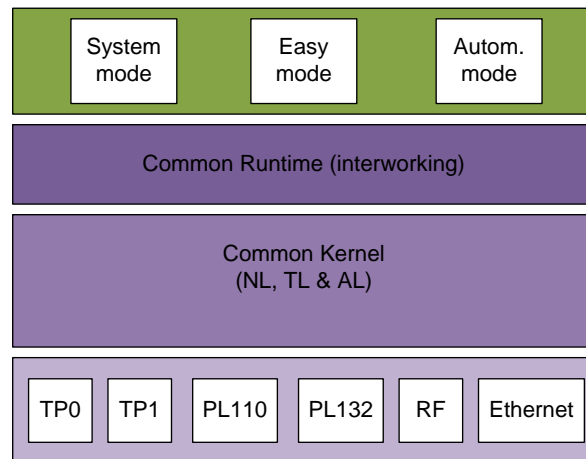 System Easy Autom.
mode mode mode
Common Runtime (interworking)
Common Kernel
(NL, TL & AL)
TP0 TP1 PL110 PL132 RF Ethernet